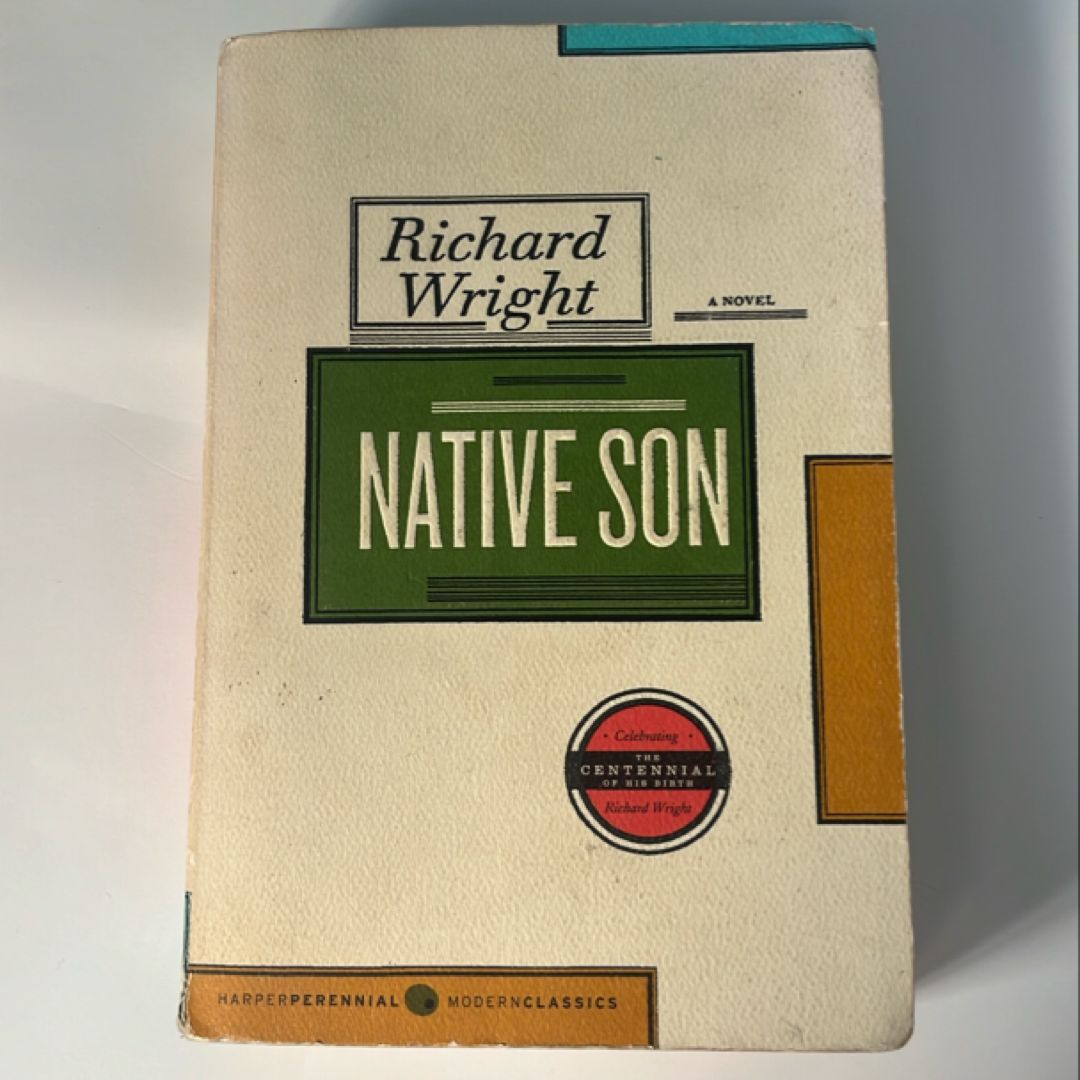 Richard
Wright
A NOVEL
NATIVE SON
• Celebrating •
THE
CENTENNIAL
OF HIS BIRTH
Richard Wright
HARPERPERENNIAL MODERNCLASSICS